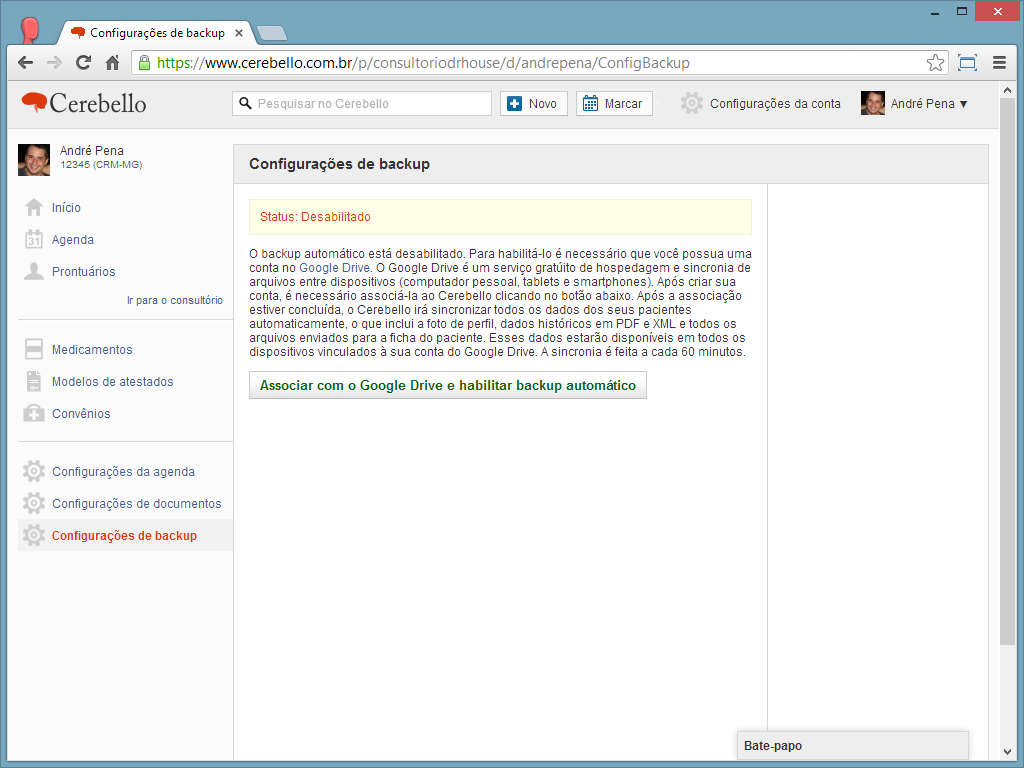 Configurações de backup
https://www.cerebello.com.br/p/consultoriodrhouse/d/andrepena/ConfigBackup
Cerebello
Pesquisar no Cerebello
Novo
Marcar
Configurações da conta
André Pena ▼
André Pena
12345 (CRM-MG)
Início
31
Agenda
Prontuários
Ir para o consultório
Medicamentos
Modelos de atestados
Convênios
Configurações da agenda
Configurações de documentos
Configurações de backup
Configurações de backup
Status: Desabilitado
O backup automático está desabilitado. Para habilitá-lo é necessário que você possua uma
conta no Google Drive. O Google Drive é um serviço gratúito de hospedagem e sincronia de
arquivos entre dispositivos (computador pessoal, tablets e smartphones). Após criar sua
conta, é necessário associá-la ao Cerebello clicando no botão abaixo. Após a associação
estiver concluída, o Cerebello irá sincronizar todos os dados dos seus pacientes
automaticamente, o que inclui a foto de perfil, dados históricos em PDF e XML e todos os
arquivos enviados para a ficha do paciente. Esses dados estarão disponíveis em todos os
dispositivos vinculados à sua conta do Google Drive. A sincronia é feita a cada 60 minutos.
Associar com o Google Drive e habilitar backup automático
Bate-papo